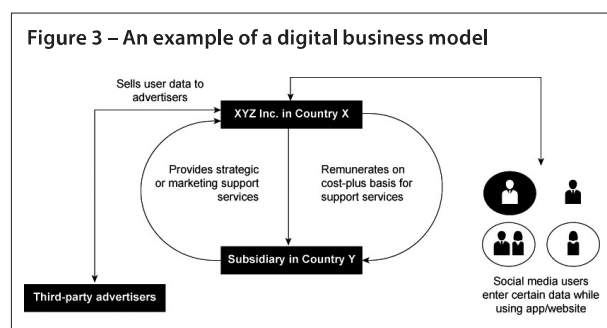 Figure 3 – An example of a digital business model
Sells user data to
advertisers
XYZ Inc. in Country X
Provides strategic
or marketing support
services
Remunerates on
cost-plus basis for
support services
Subsidiary in Country Y
Third-party advertisers
Social media users
enter certain data while
using app/website